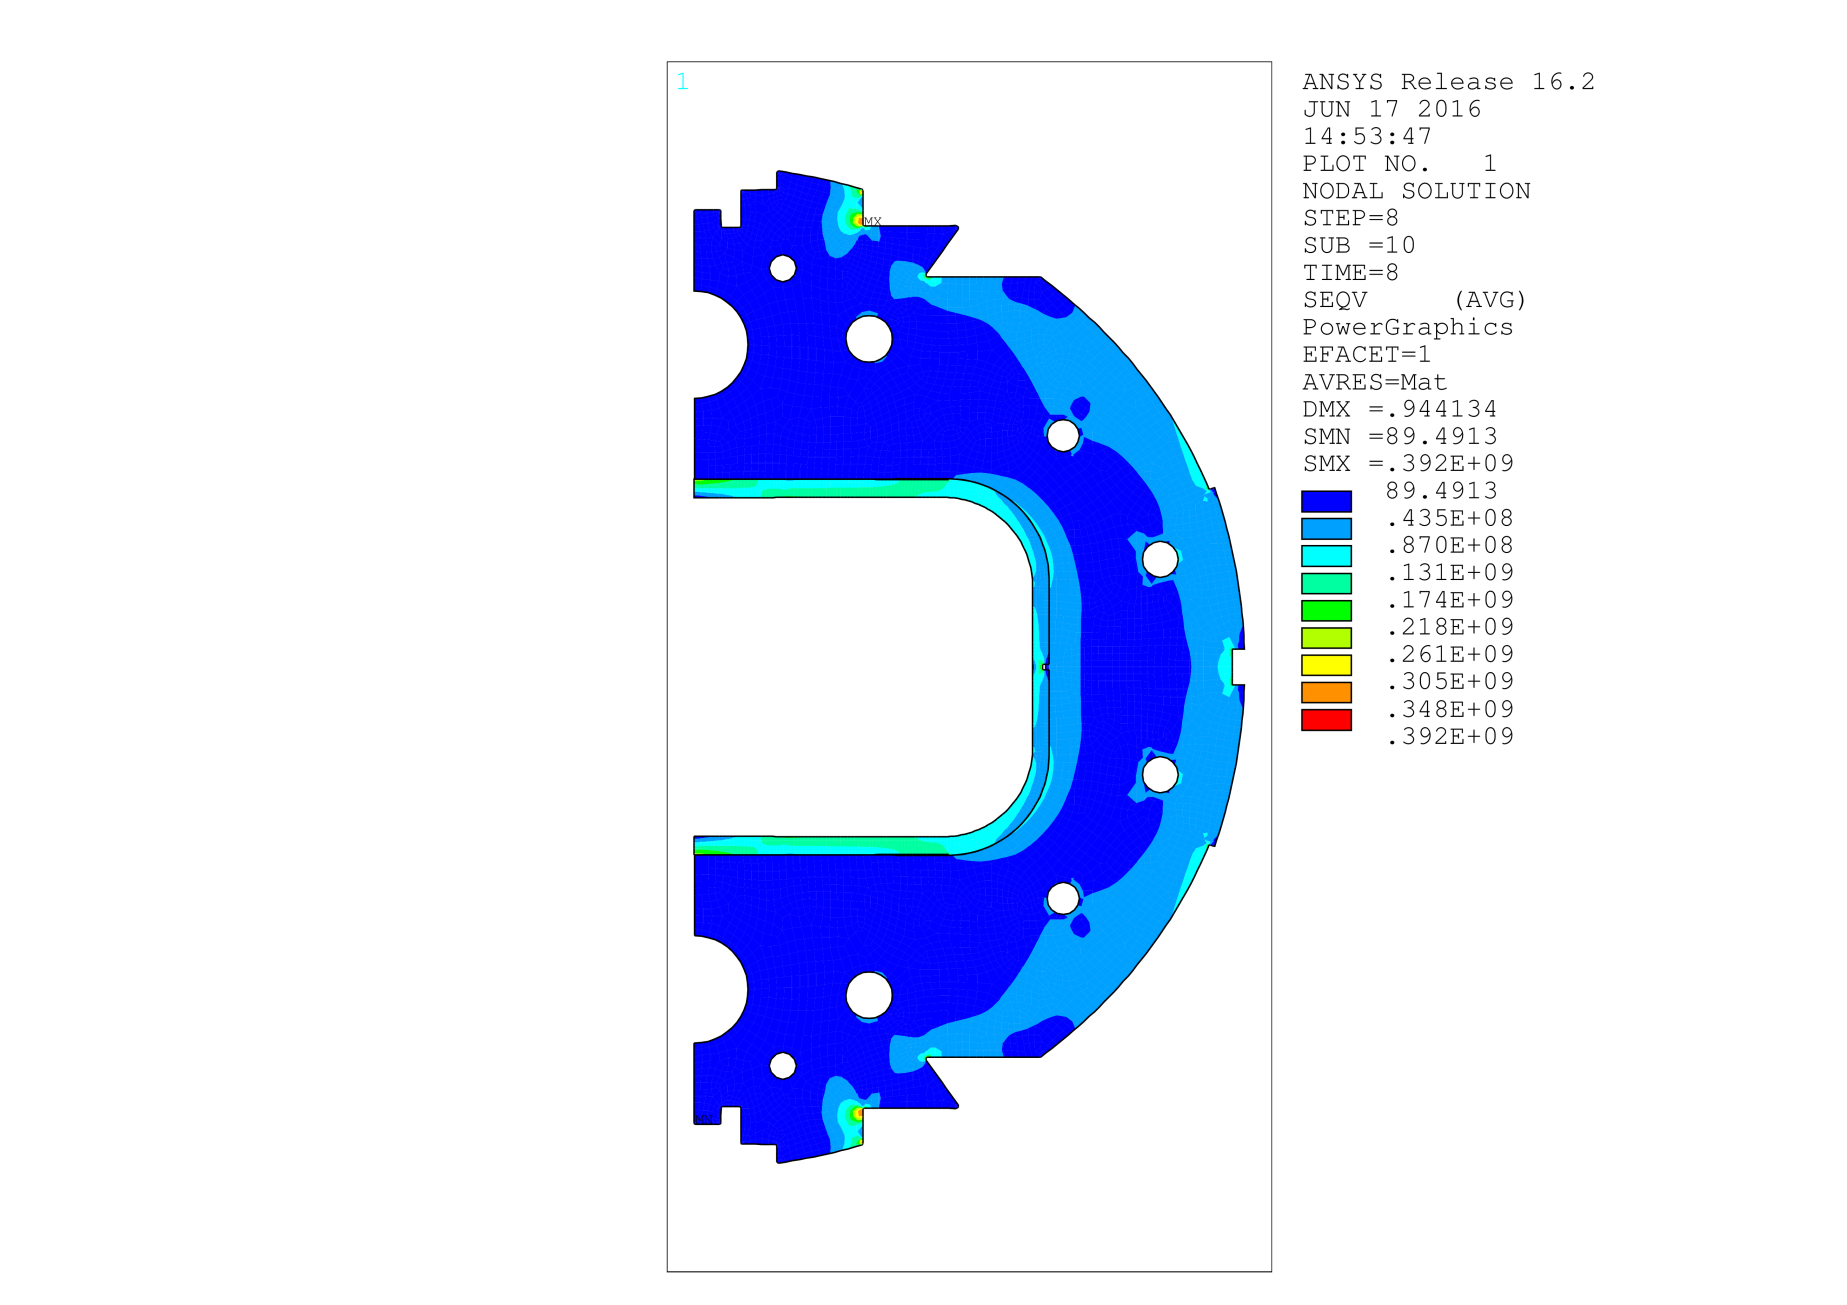 1
ANSYS Release 16.2
JUN 17 2016
14:53:47
PLOT NO.   1
NODAL SOLUTION
STEP=8
SUB =10
TIME=8
SEQV     (AVG)
PowerGraphics
EFACET=1
AVRES=Mat
DMX =.944134
SMN =89.4913
SMX =.392E+09
89.4913
.435E+08
.870E+08
.131E+09
.174E+09
.218E+09
.261E+09
.305E+09
.348E+09
.392E+09
MX
MN